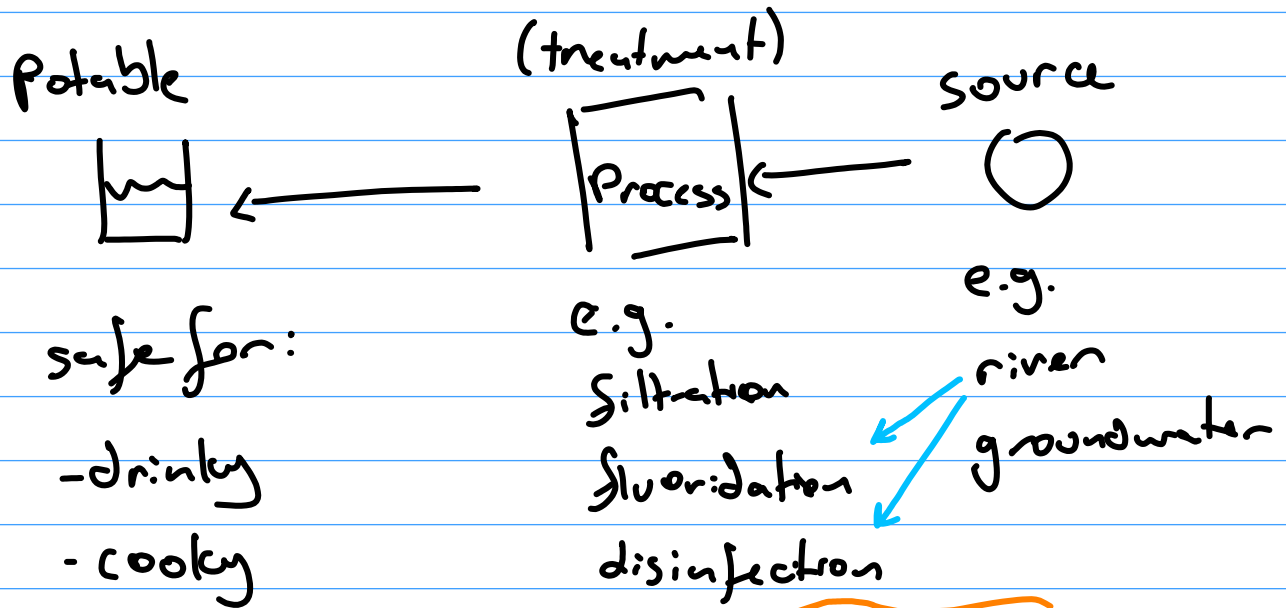 potable
(treatment)
source
Process
safe for:
- drinky
- cooky
e.g.
filtration
fluoridation
disinfection
e.g.
river
groundwater